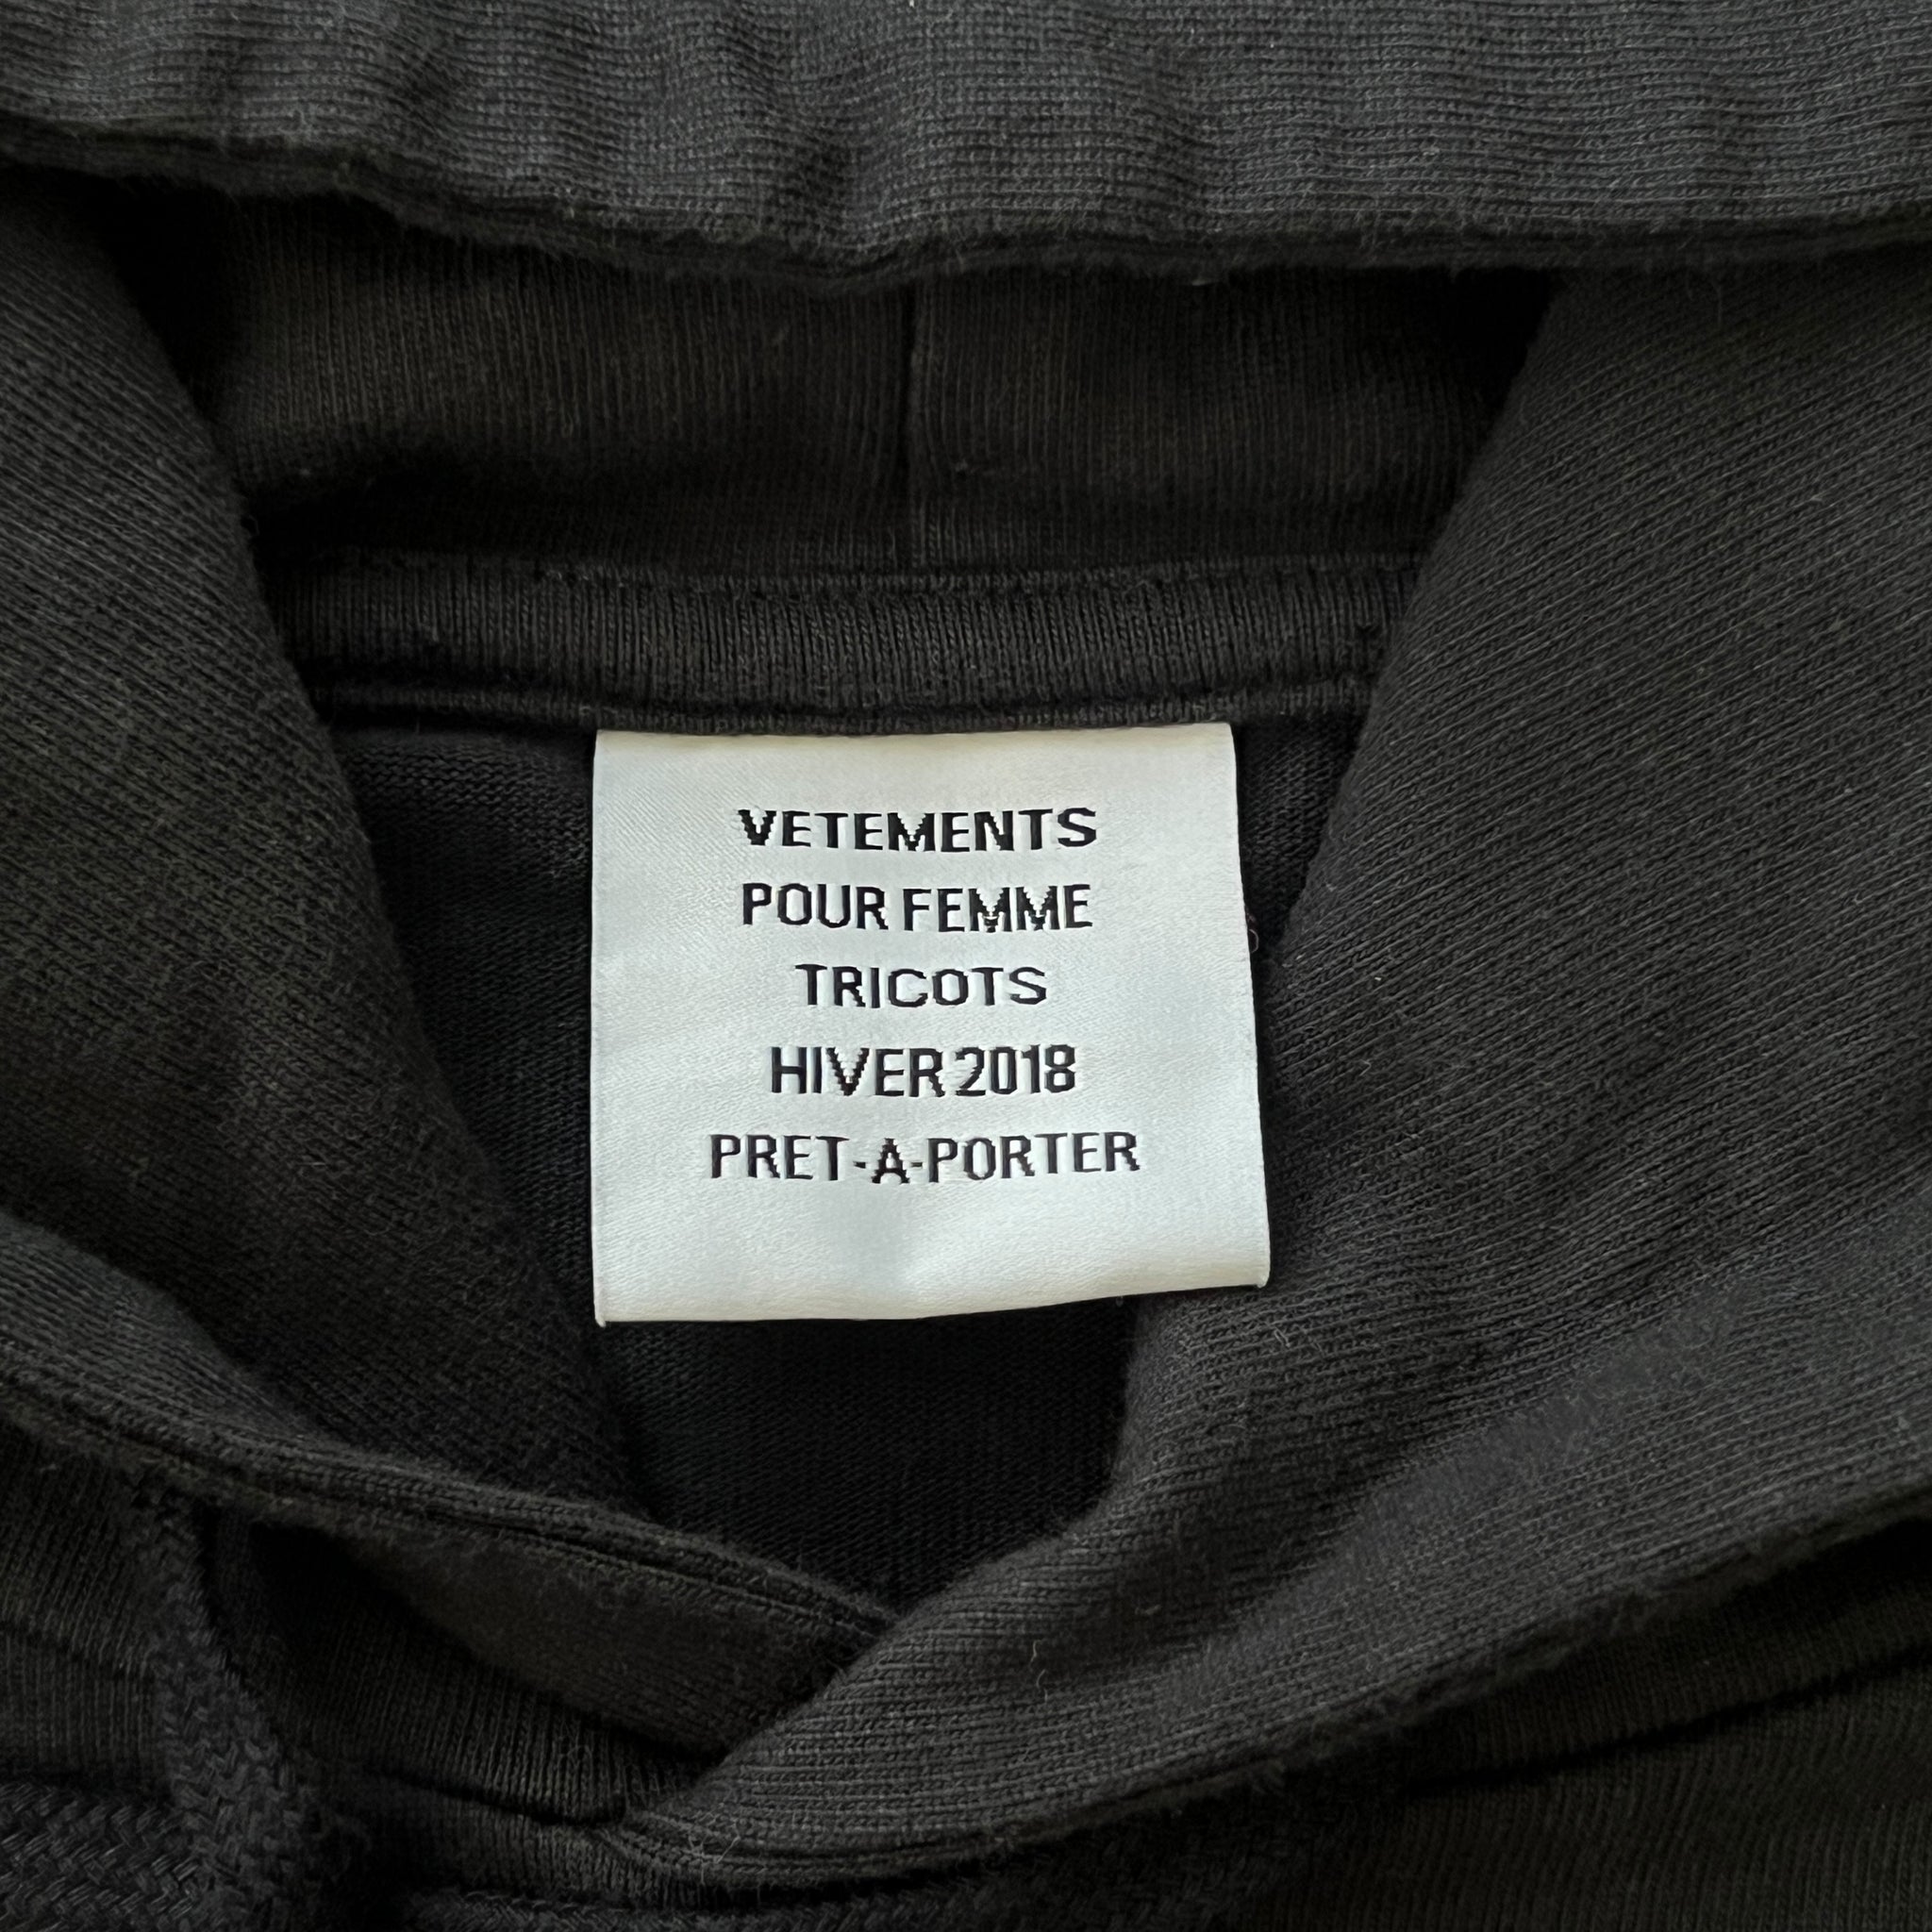 VETEMENTS
POUR FEMME
TRICOTS
HIVER 2018
PRET-A-PORTER